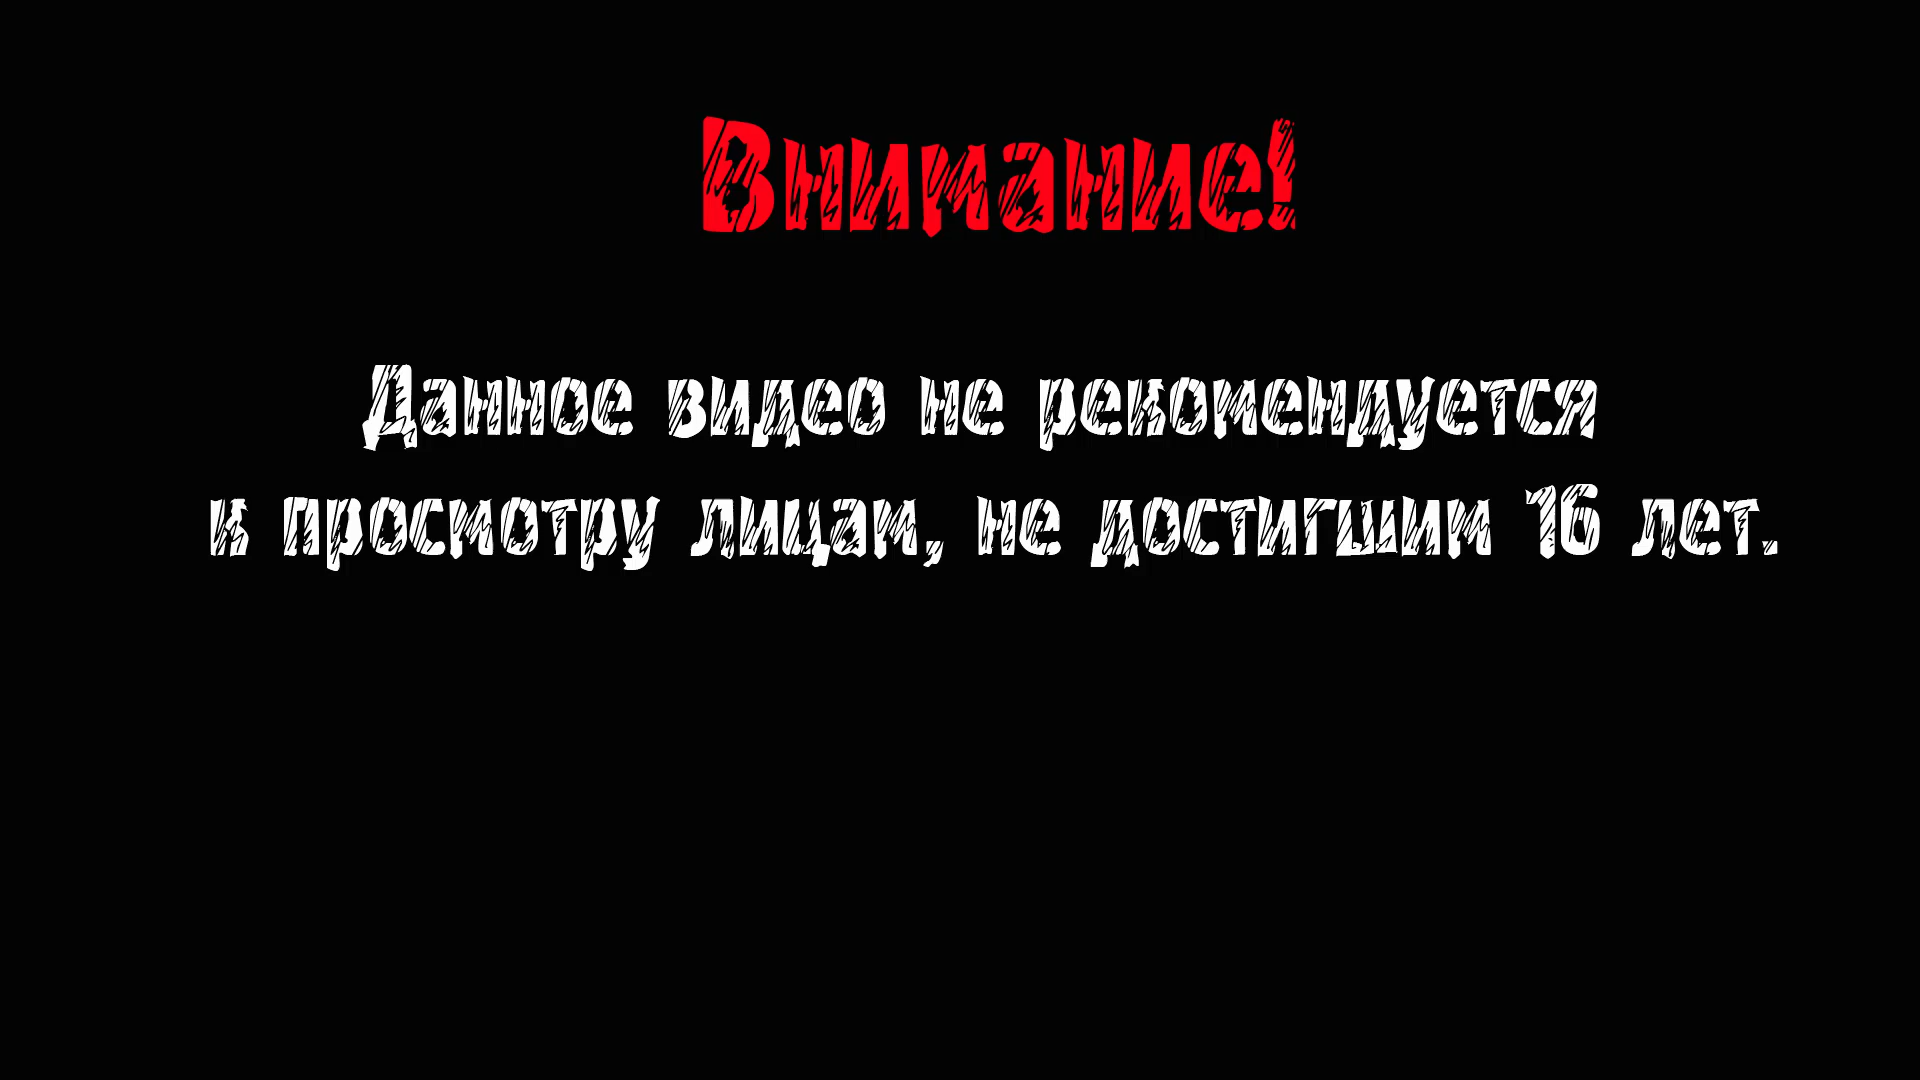 Внимание!
Данное видео не рекомендуется
к просмотру лицам, не достигшим 16 лет.